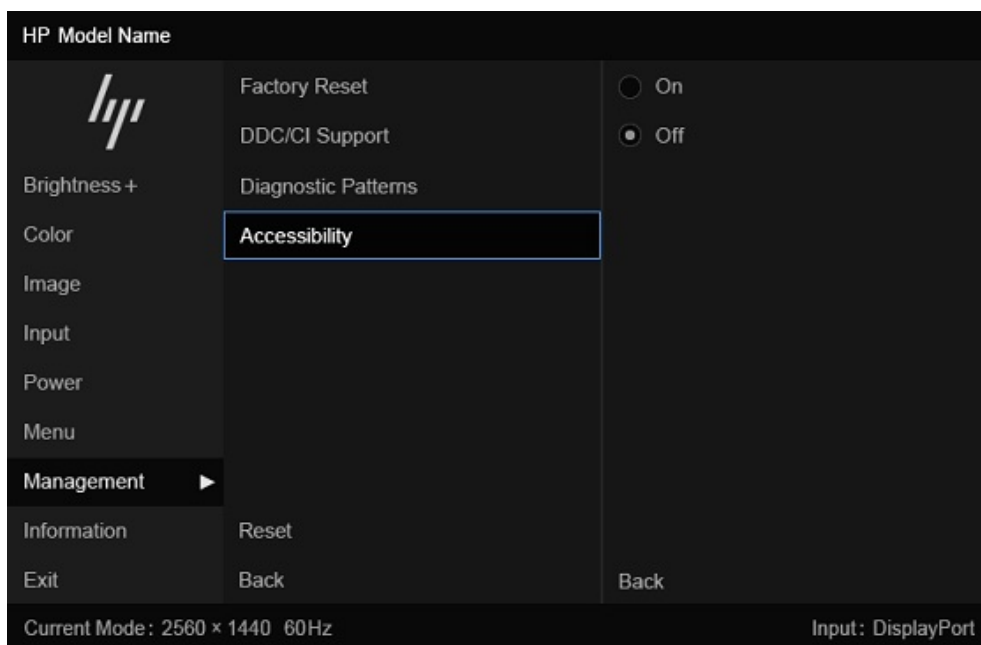 HP Model Name
hp
Factory Reset
On
DDC/CI Support
Off
Brightness+
Diagnostic Patterns
Color
Accessibility
Image
Input
Power
Menu
Management ▶
Information
Reset
Exit
Back
Back
Current Mode: 2560 × 1440 60Hz
Input: DisplayPort